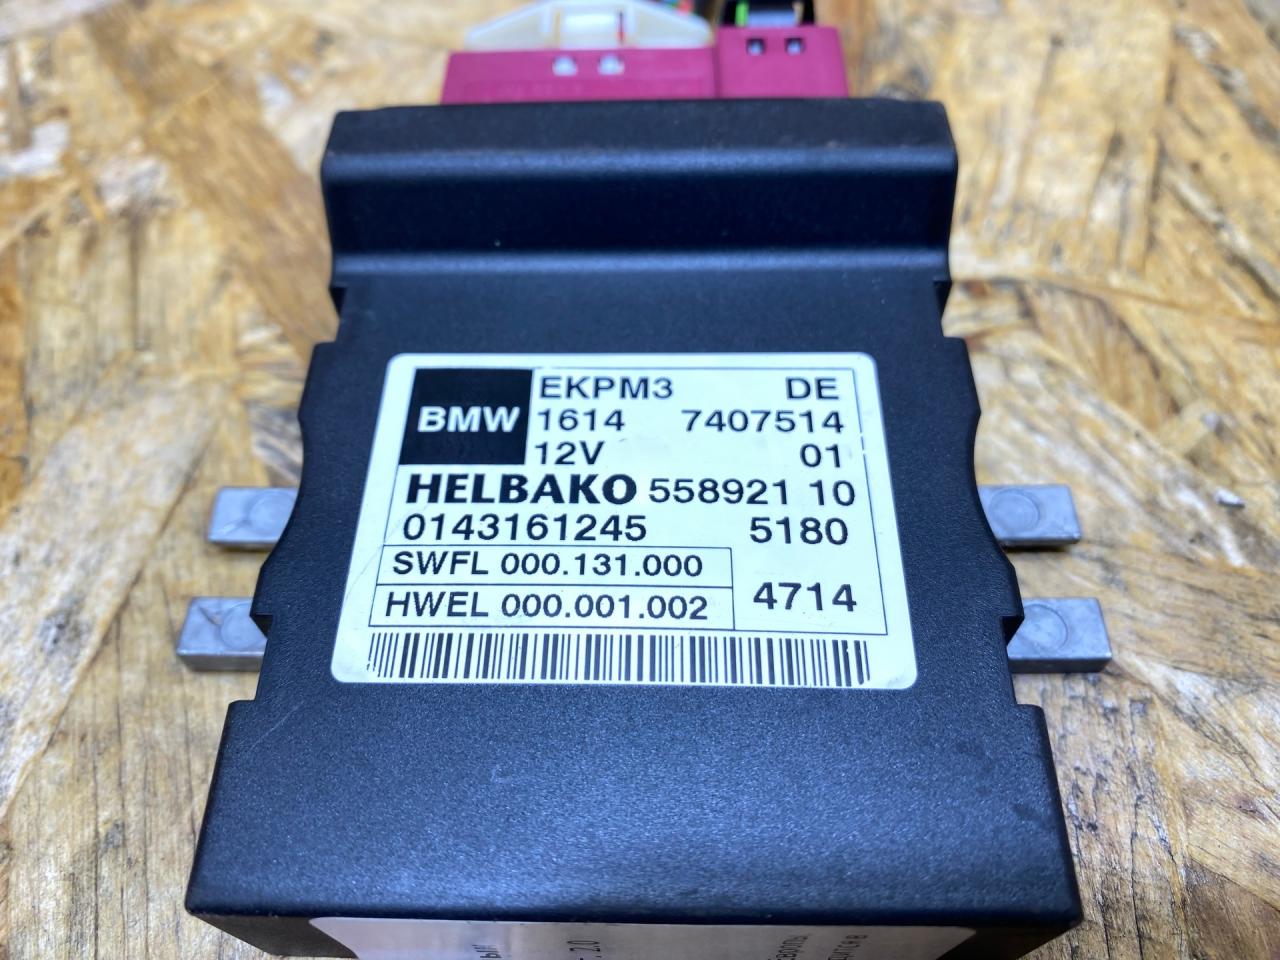 BMW
EKPM3 DE
1614 7407514
12V 01
HELBAKO 558921 10
0143161245 5180
SWFL 000.131.000
HWEL 000.001.002
4714